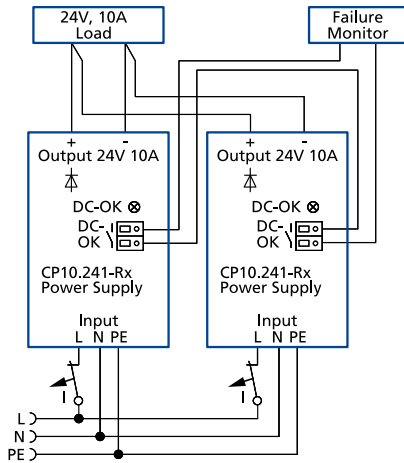 24V, 10A
Load
Failure
Monitor
+ -
Output 24V 10A
DC-OK
DC-
OK
CP10.241-Rx
Power Supply
Input
L N PE
I
+ -
Output 24V 10A
DC-OK
DC-
OK
CP10.241-Rx
Power Supply
Input
L N PE
I
L
N
PE